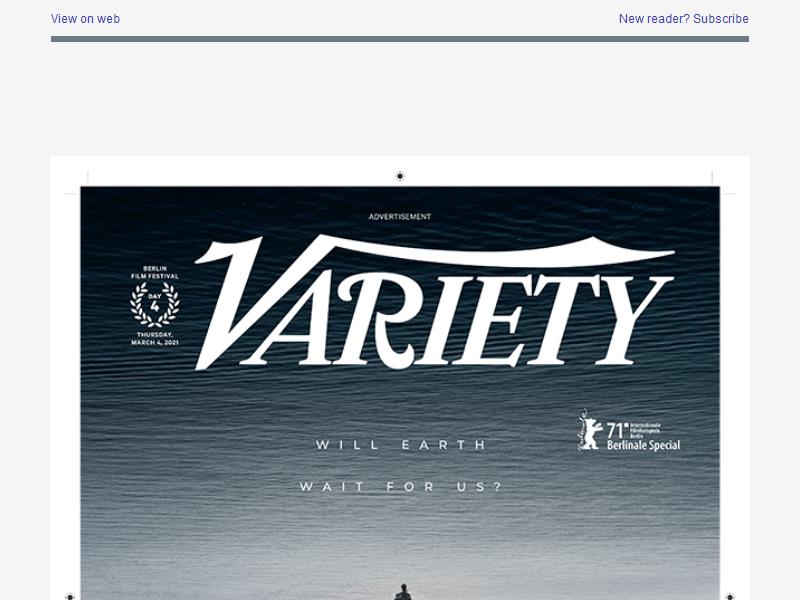 View on web
New reader? Subscribe
ADVERTISEMENT
VARIETY
BERLIN
FILM FESTIVAL
DAY
4
THURSDAY,
MARCH 4, 2021
71
Internationale
Filmfestspiele
Berlin
Berlinale Special
WILL EARTH
WAIT FOR US?